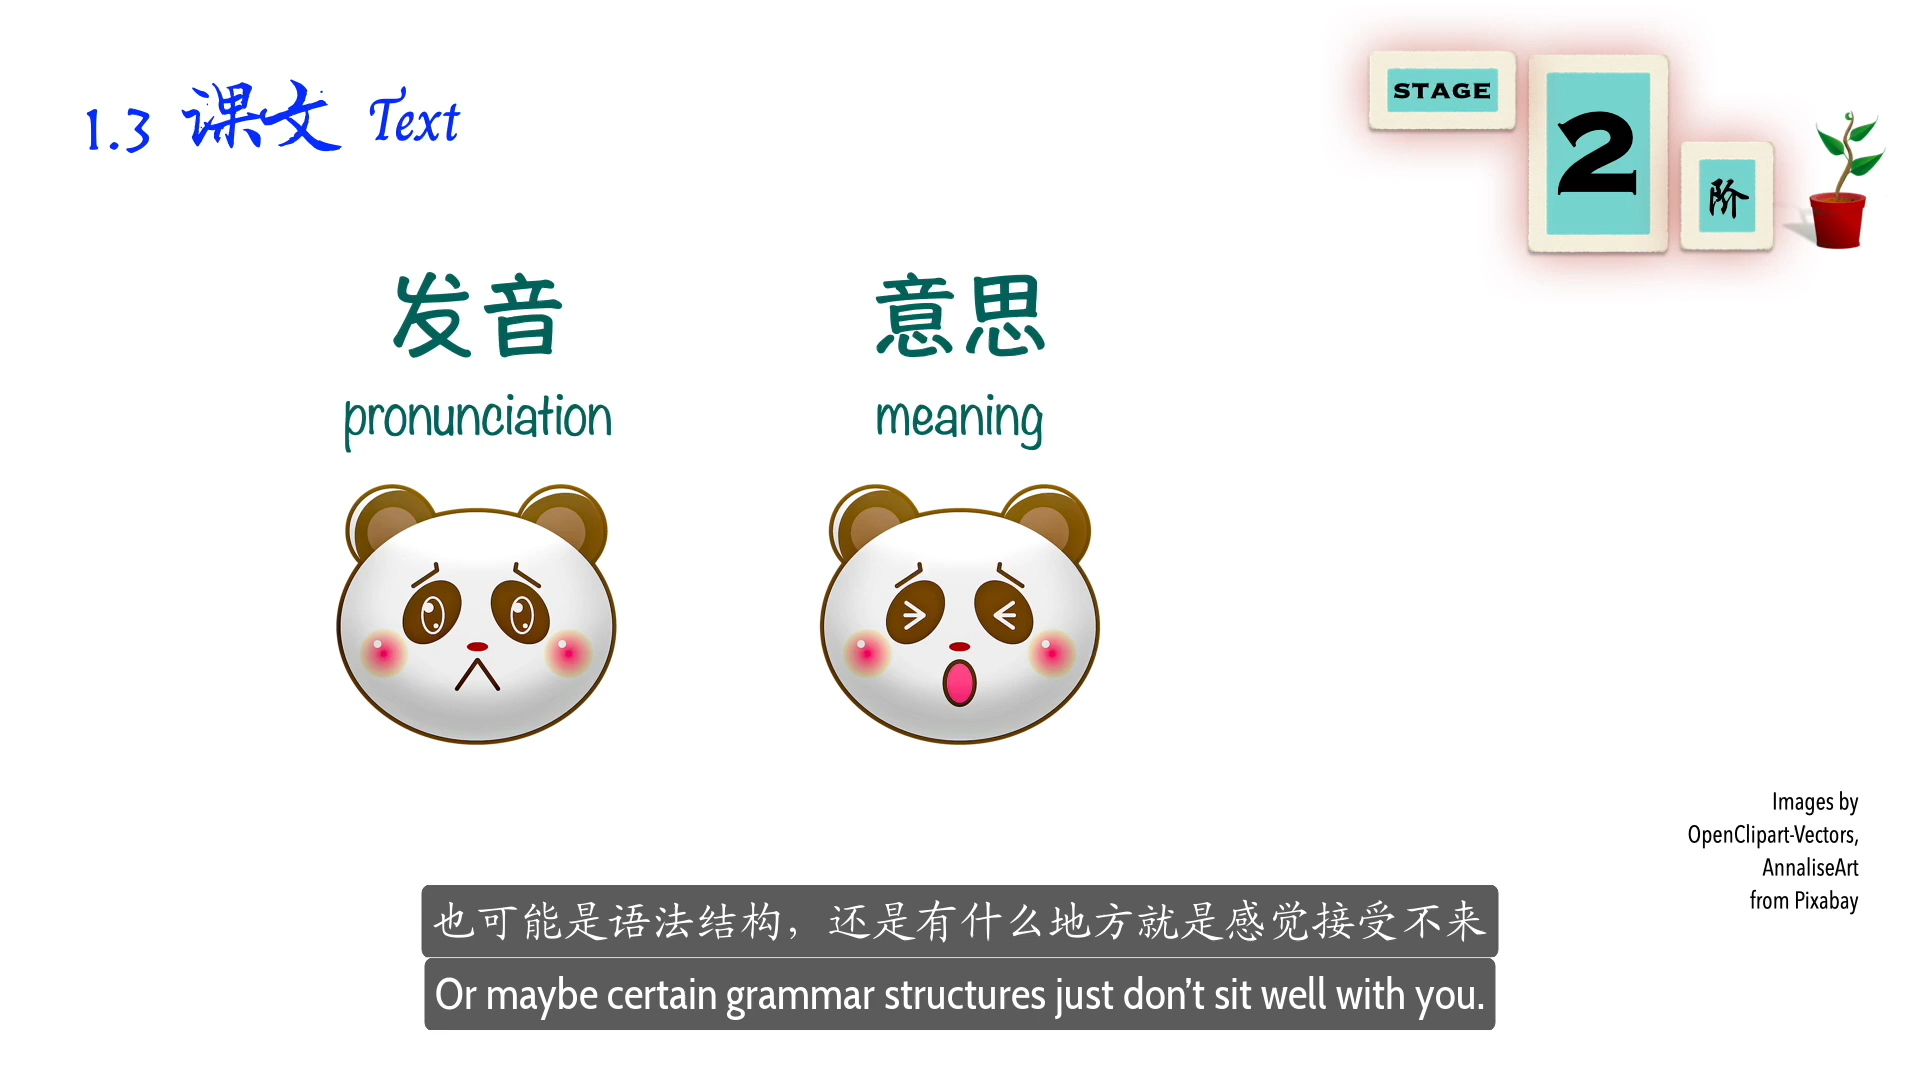 1.3 课文 Text
STAGE
2
阶
发音
pronunciation
意思
meaning
Images by
OpenClipart-Vectors,
AnnaliseArt
from Pixabay
也可能是语法结构，还是有什么地方就是感觉接受不来
Or maybe certain grammar structures just don’t sit well with you.